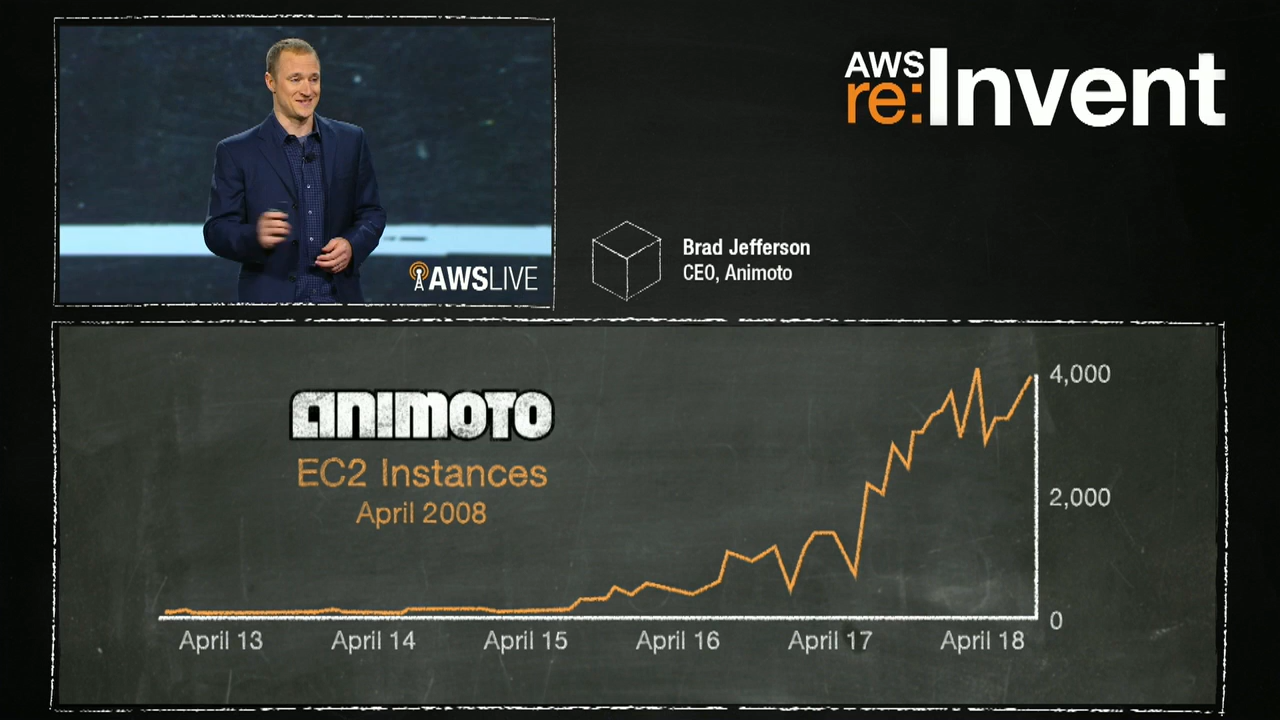 AWS
re:Invent
AWSLIVE
Brad Jefferson
CEO, Animoto
ANIMOTO
EC2 Instances
April 2008
4,000
2,000
0
April 13 April 14 April 15 April 16 April 17 April 18